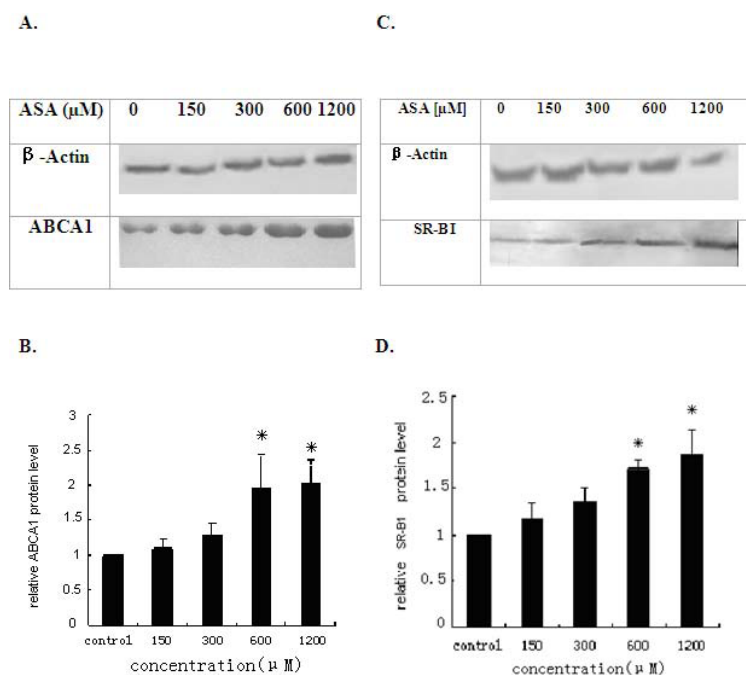 A.
ASA (μM) 0 150 300 600 1200
β -Actin
ABCA1
B.
3
2.5
2
1.5
1
0.5
0
relative ABCA1 protein level
* *
control 150 300 600 1200
concentration(μM)
C.
ASA [μM] 0 150 300 600 1200
β -Actin
SR-BI
D.
2.5
2
1.5
1
0.5
0
relative SR-B1 protein level
* *
control 150 300 600 1200
concentration(μM)